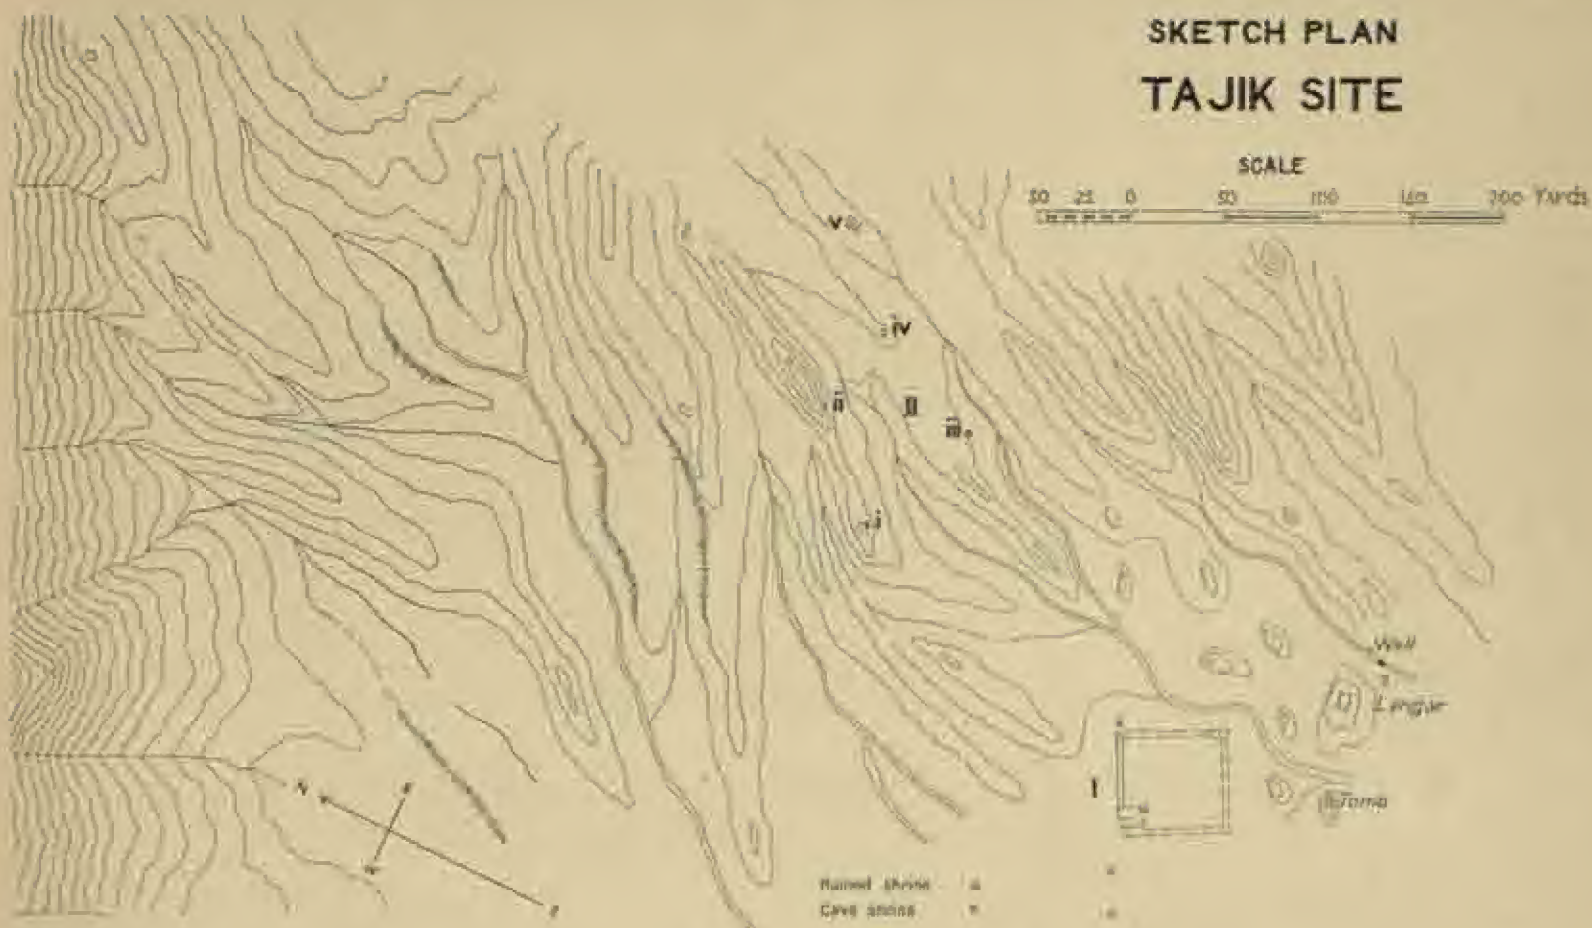 SKETCH PLAN
TAJIK SITE
SCALE
50 25 0 50 100 150 200 Yards
V
iv
ii
II
iii
i
Well
Langar
N
E
I
Tomb
W
S
Ruined shrine
Cave shrine